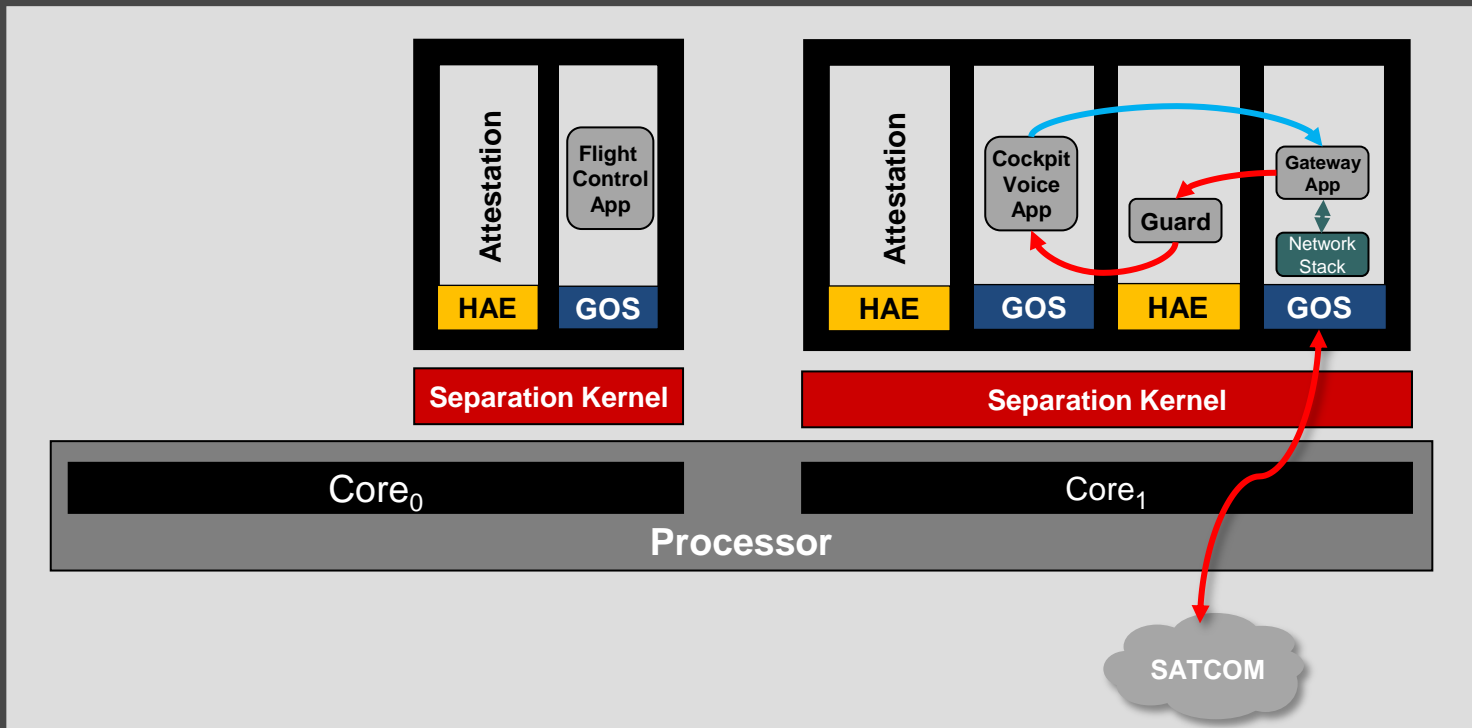 Attestation
Flight
Control
App
HAE
GOS
Separation Kernel
Attestation
Cockpit
Voice
App
Guard
Gateway
App
Network
Stack
HAE
GOS
HAE
GOS
Separation Kernel
Core₀
Core₁
Processor
SATCOM